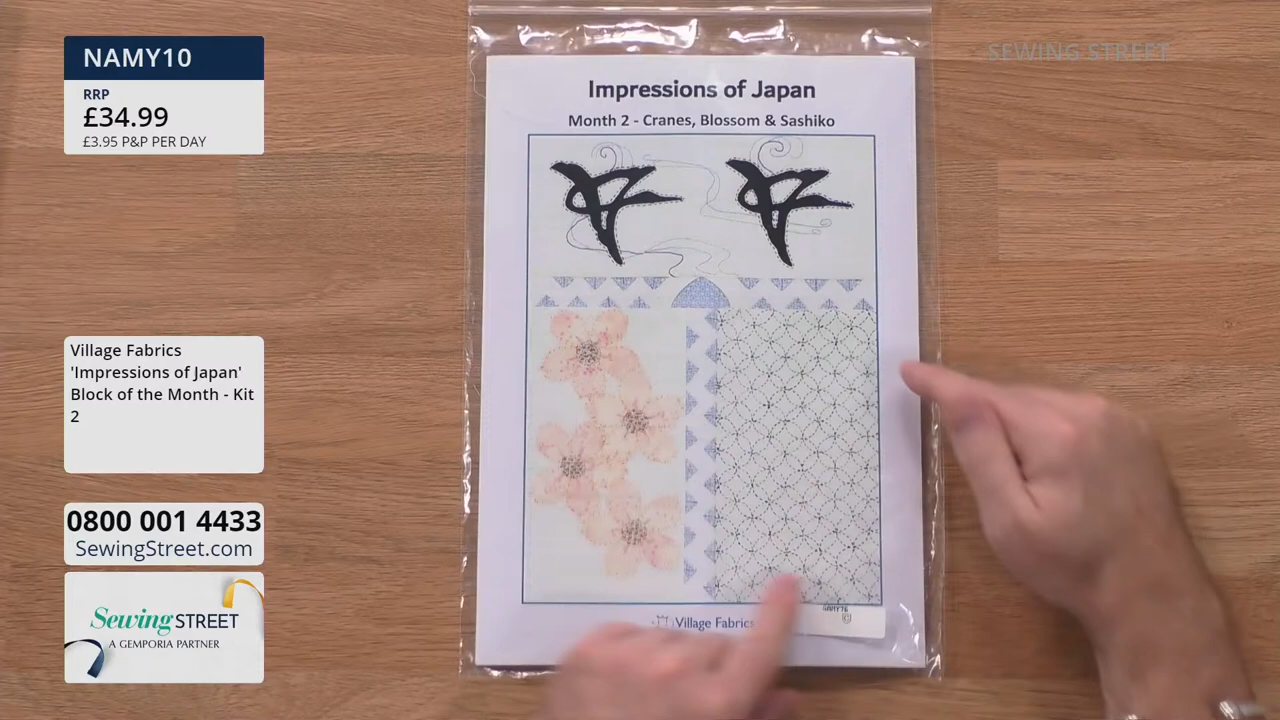 NAMY10
RRP
£34.99
£3.95 P&P PER DAY
Village Fabrics
'Impressions of Japan'
Block of the Month - Kit
2
0800 001 4433
SewingStreet.com
Sewing STREET
A GEMPORIA PARTNER
SEWING STREET
Impressions of Japan
Month 2 - Cranes, Blossom & Sashiko
Village Fabrics